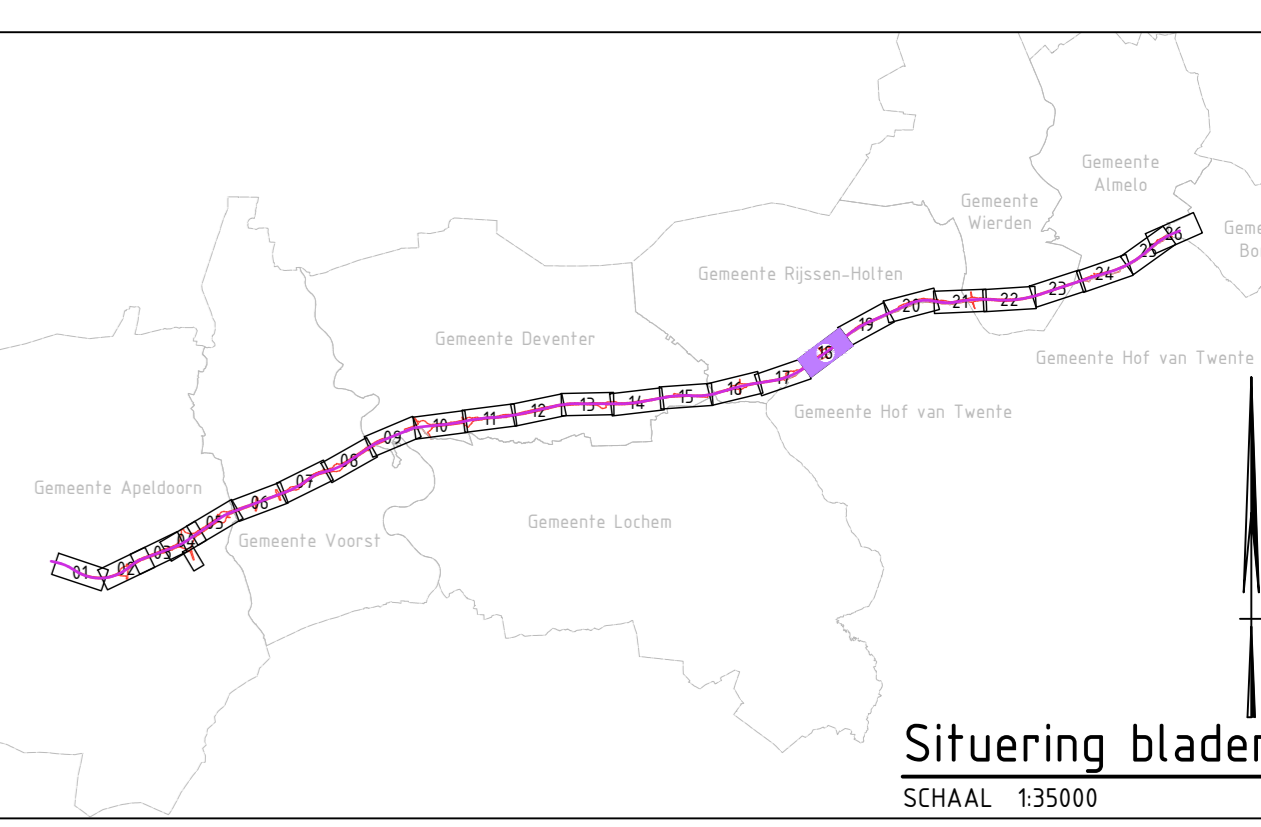 Gemeente
Almelo
Gemeente
Wierden
Geme
Bo
Gemeente Rijssen-Holten
Gemeente Deventer
Gemeente Hof van Twente
Gemeente Hof van Twente
Gemeente Apeldoorn
Gemeente Voorst
Gemeente Lochem
01
02
03
04
05
06
07
08
09
10
11
12
13
14
15
16
17
18
19
20
21
22
23
24
25
26
Situering blader
SCHAAL 1:35000